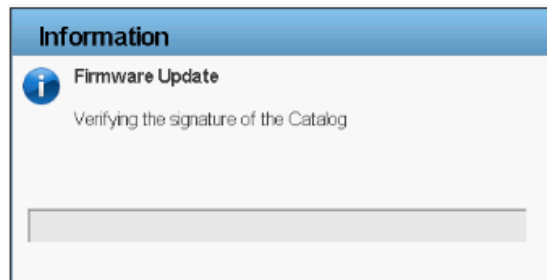 Information
Firmware Update
Verifying the signature of the Catalog